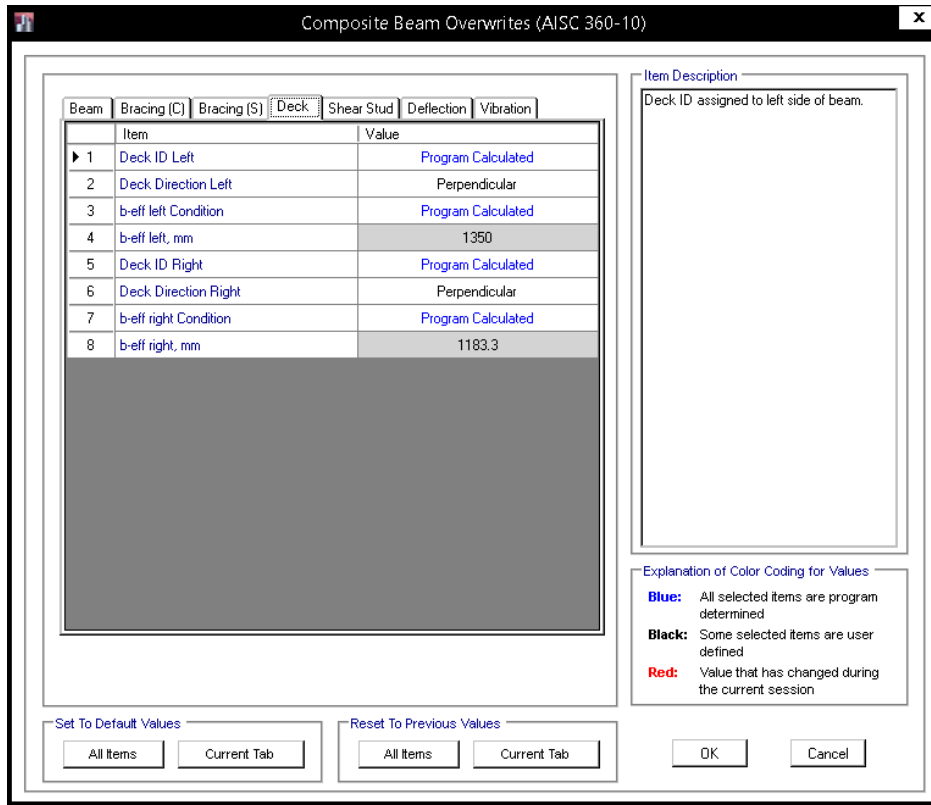 Composite Beam Overwrites (AISC 360-10)
x
Beam Bracing (C) Bracing (S) Deck Shear Stud Deflection Vibration
Item Value
1 Deck ID Left Program Calculated
2 Deck Direction Left Perpendicular
3 b-eff left Condition Program Calculated
4 b-eff left, mm 1350
5 Deck ID Right Program Calculated
6 Deck Direction Right Perpendicular
7 b-eff right Condition Program Calculated
8 b-eff right, mm 1183.3
Item Description
Deck ID assigned to left side of beam.
Explanation of Color Coding for Values
Blue: All selected items are program
determined
Black: Some selected items are user
defined
Red: Value that has changed during
the current session
Set To Default Values
All Items Current Tab
Reset To Previous Values
All Items Current Tab
OK Cancel